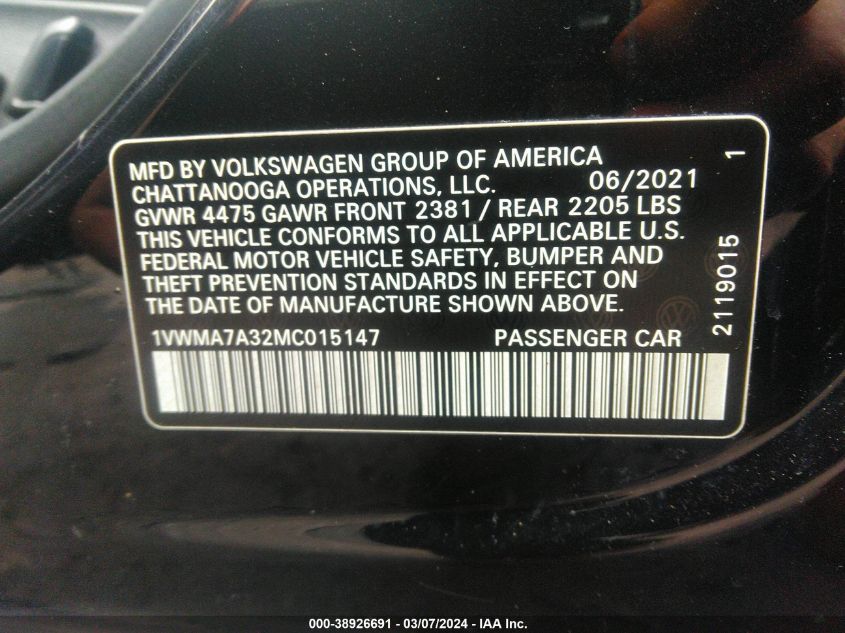 MFD BY VOLKSWAGEN GROUP OF AMERICA
CHATTANOOGA OPERATIONS, LLC. 06/2021
GVWR 4475 GAWR FRONT 2381 / REAR 2205 LBS
THIS VEHICLE CONFORMS TO ALL APPLICABLE U.S.
FEDERAL MOTOR VEHICLE SAFETY, BUMPER AND
THEFT PREVENTION STANDARDS IN EFFECT ON
THE DATE OF MANUFACTURE SHOWN ABOVE.
1VWMA7A32MC015147 PASSENGER CAR
2119015 1
000-38926691 - 03/07/2024 - IAA Inc.